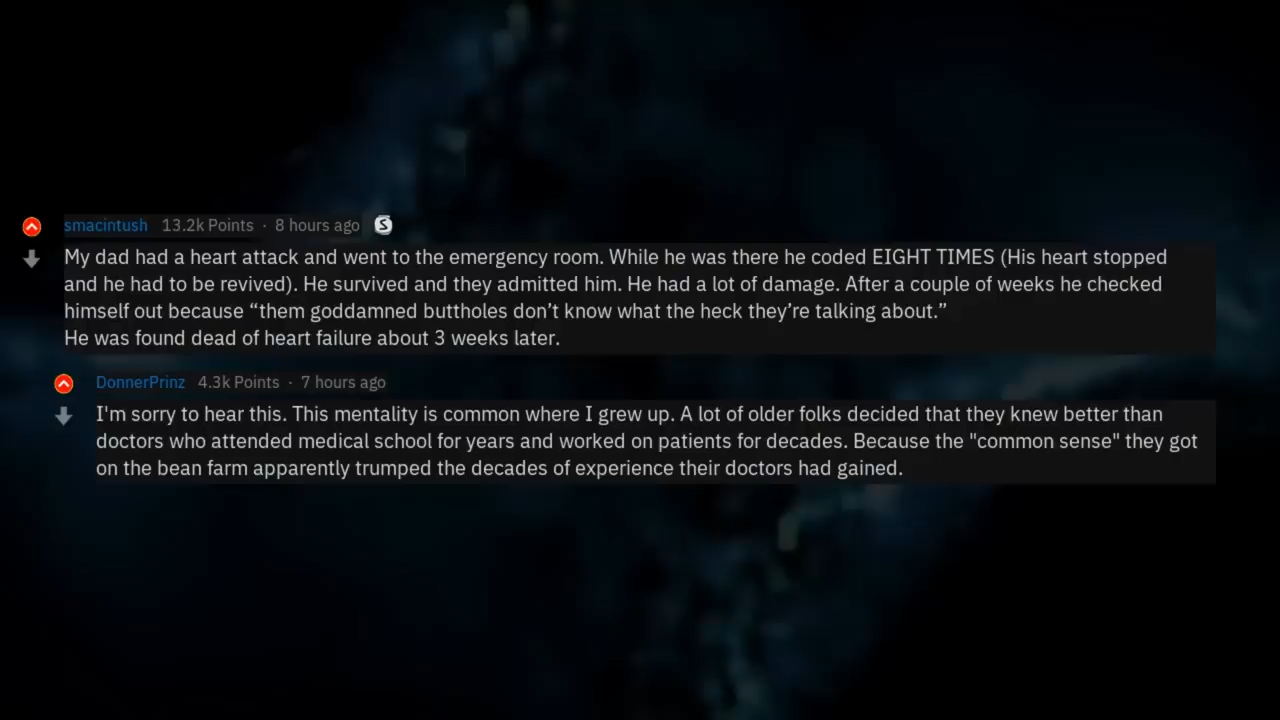 smacintush 13.2k Points · 8 hours ago S
My dad had a heart attack and went to the emergency room. While he was there he coded EIGHT TIMES (His heart stopped
and he had to be revived). He survived and they admitted him. He had a lot of damage. After a couple of weeks he checked
himself out because “them goddamned buttholes don’t know what the heck they’re talking about.”
He was found dead of heart failure about 3 weeks later.
DonnerPrinz 4.3k Points · 7 hours ago
I'm sorry to hear this. This mentality is common where I grew up. A lot of older folks decided that they knew better than
doctors who attended medical school for years and worked on patients for decades. Because the "common sense" they got
on the bean farm apparently trumped the decades of experience their doctors had gained.